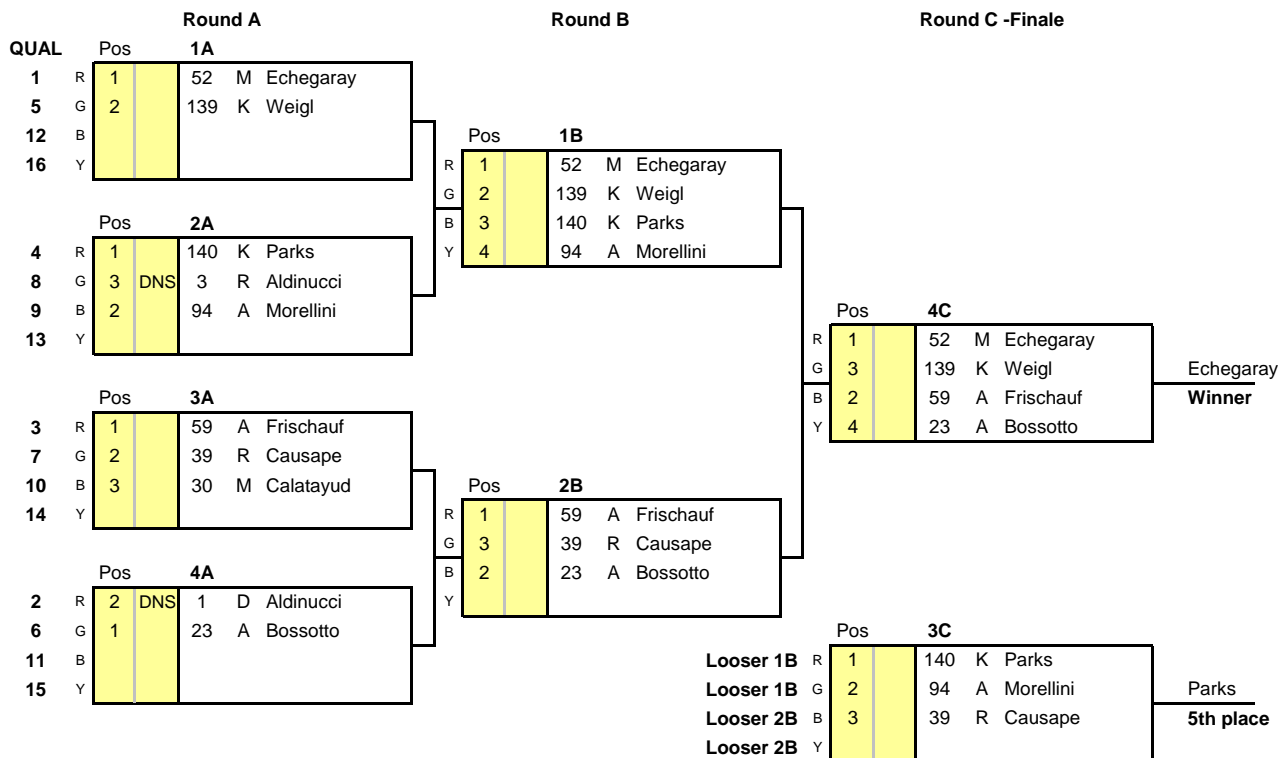 Round A Round B Round C -Finale
QUAL Pos 1A
1 R 1 52 M Echegaray
5 G 2 139 K Weigl
12 B
16 Y
Pos 2A
4 R 1 140 K Parks
8 G 3 DNS 3 R Aldinucci
9 B 2 94 A Morellini
13 Y
Pos 3A
3 R 1 59 A Frischauf
7 G 2 39 R Causape
10 B 3 30 M Calatayud
14 Y
Pos 4A
2 R 2 DNS 1 D Aldinucci
6 G 1 23 A Bossotto
11 B
15 Y
Pos 1B
R 1 52 M Echegaray
G 2 139 K Weigl
B 3 140 K Parks
Y 4 94 A Morellini
Pos 2B
R 1 59 A Frischauf
G 3 39 R Causape
B 2 23 A Bossotto
Y
Pos 4C
R 1 52 M Echegaray
G 3 139 K Weigl Echegaray
B 2 59 A Frischauf Winner
Y 4 23 A Bossotto
Pos 3C
Looser 1B R 1 140 K Parks
Looser 1B G 2 94 A Morellini Parks
Looser 2B B 3 39 R Causape 5th place
Looser 2B Y